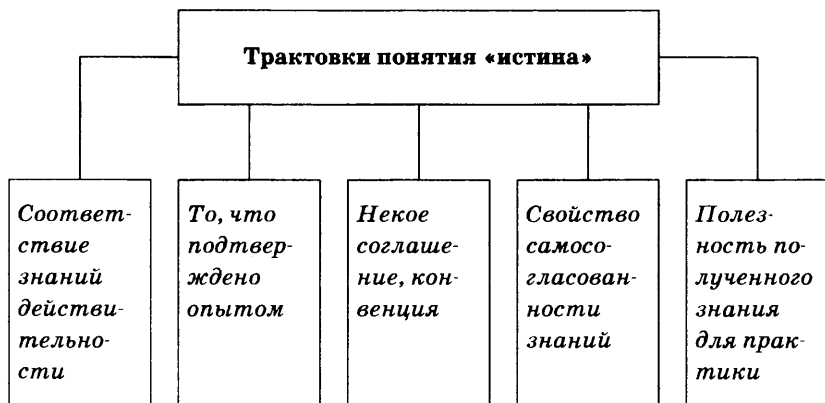 Трактовки понятия «истина»
Соответ-
ствие
знаний
действи-
тельно-
сти
То, что
подтвер-
ждено
опытом
Некое
соглаше-
ние, кон-
венция
Свойство
самосо-
гласован-
ности
знаний
Полез-
ность по-
лученного
знания
для прак-
тики